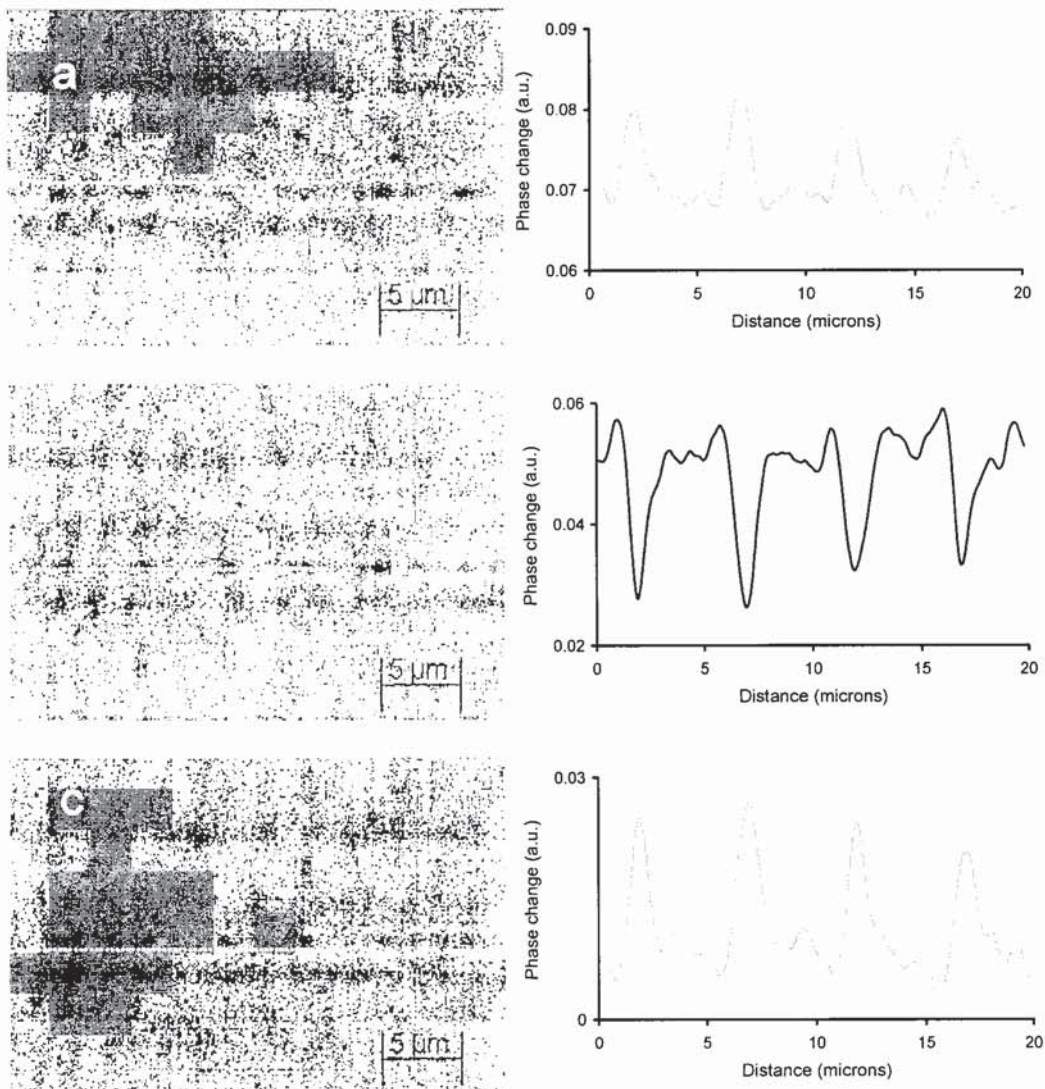 a
5 µm
0.09
0.08
0.07
0.06
Phase change (a.u.)
0 5 10 15 20
Distance (microns)
5 µm
0.06
0.04
0.02
Phase change (a.u.)
0 5 10 15 20
Distance (microns)
c
5 µm
0.03
0
Phase change (a.u.)
0 5 10 15 20
Distance (microns)